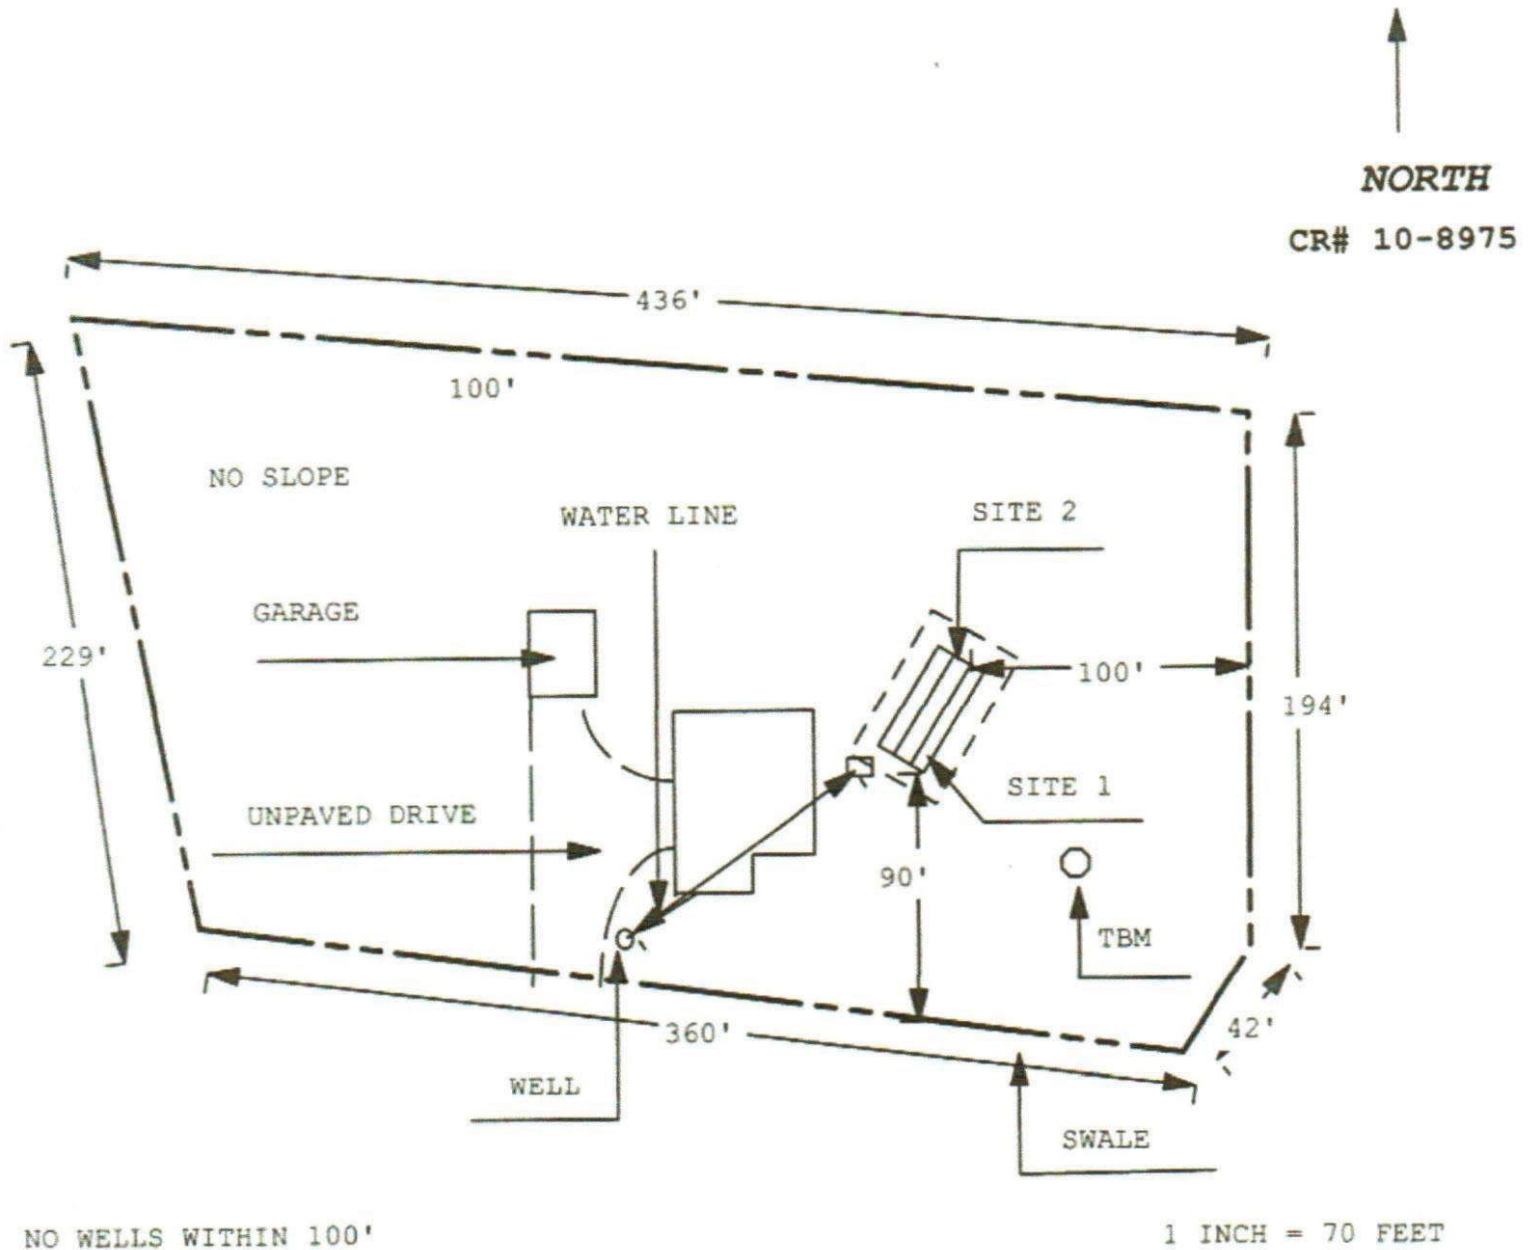 NORTH
CR# 10-8975
436'
100'
NO SLOPE
WATER LINE
SITE 2
GARAGE
229'
100'
194'
SITE 1
UNPAVED DRIVE
90'
TBM
360'
42'
WELL
SWALE
NO WELLS WITHIN 100'
1 INCH = 70 FEET